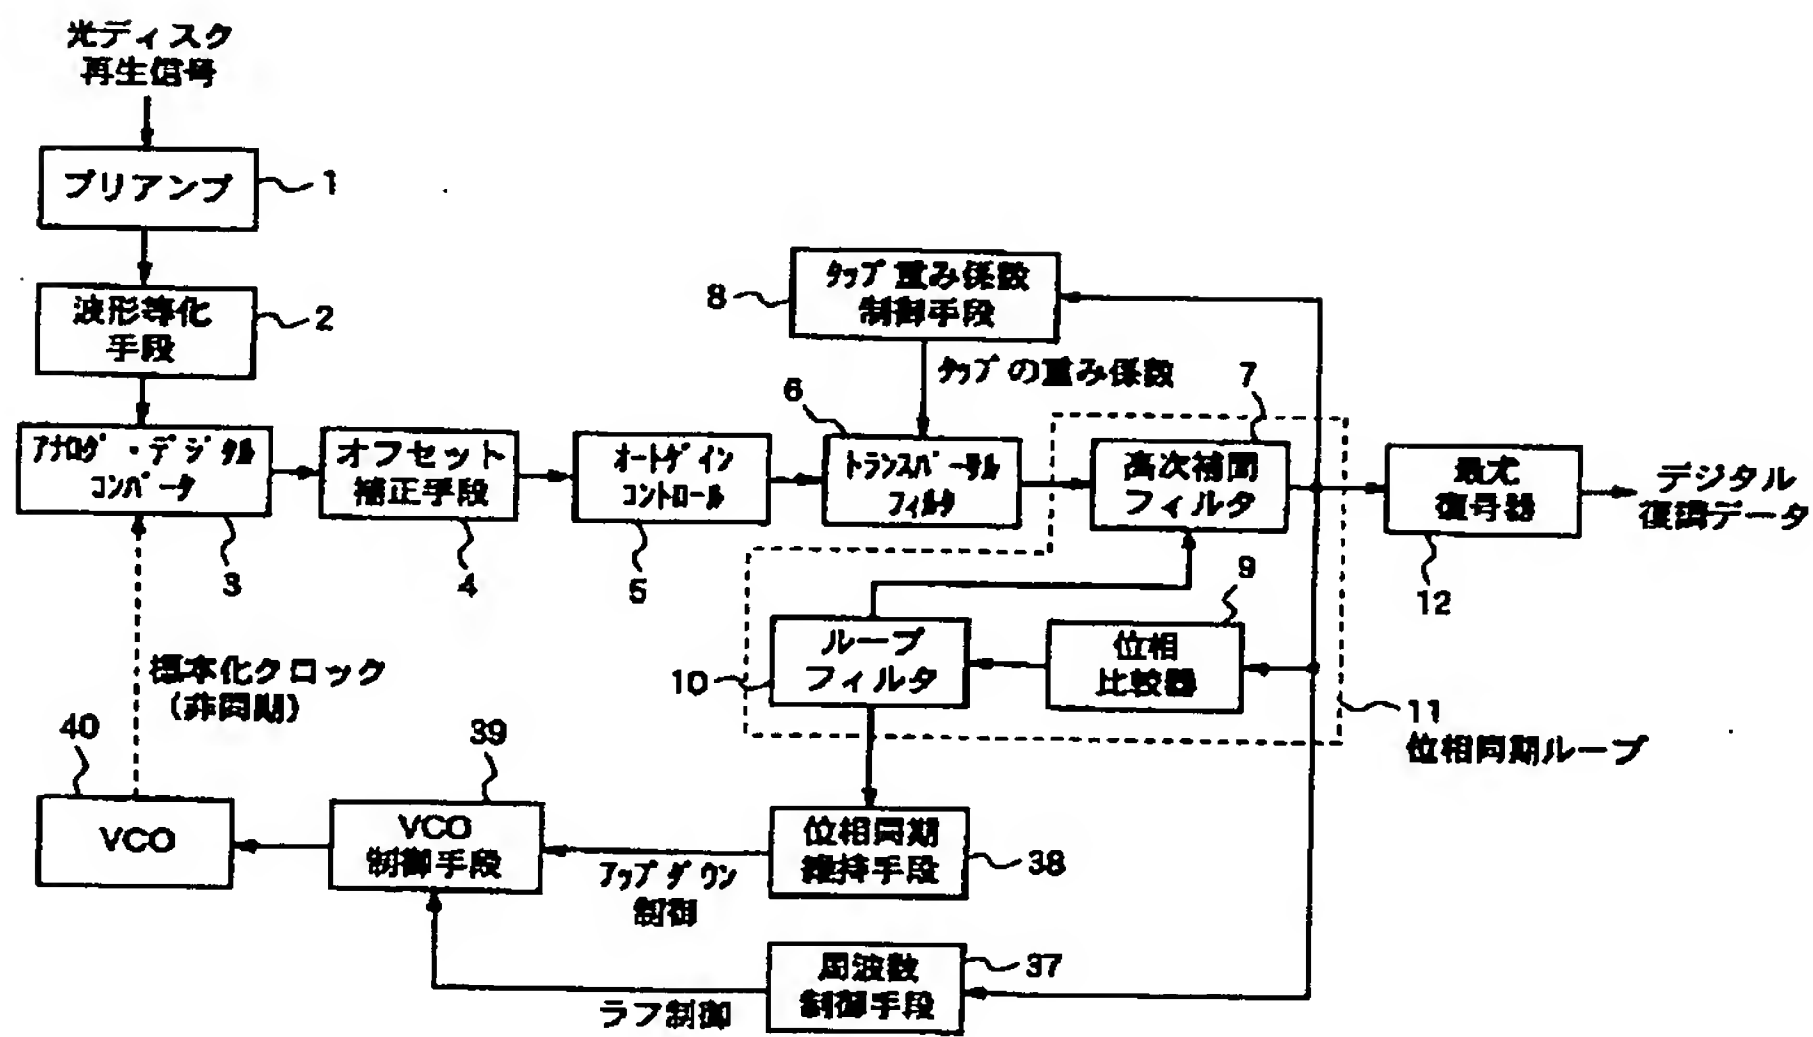 光ディスク
再生信号
プリアンプ
1
波形等化
手段
2
アナログ・デジタル
コンバータ
3
オフセット
補正手段
4
オートゲイン
コントロール
5
トランスバーサル
フィルタ
6
タップ重み係数
制御手段
8
タップの重み係数
7
高次補間
フィルタ
最尤
復号器
12
デジタル
復調データ
ループ
フィルタ
10
位相
比較器
9
11
位相同期ループ
標本化クロック
(非同期)
40
VCO
39
VCO
制御手段
アップダウン
制御
位相同期
維持手段
38
周波数
制御手段
37
ラフ制御